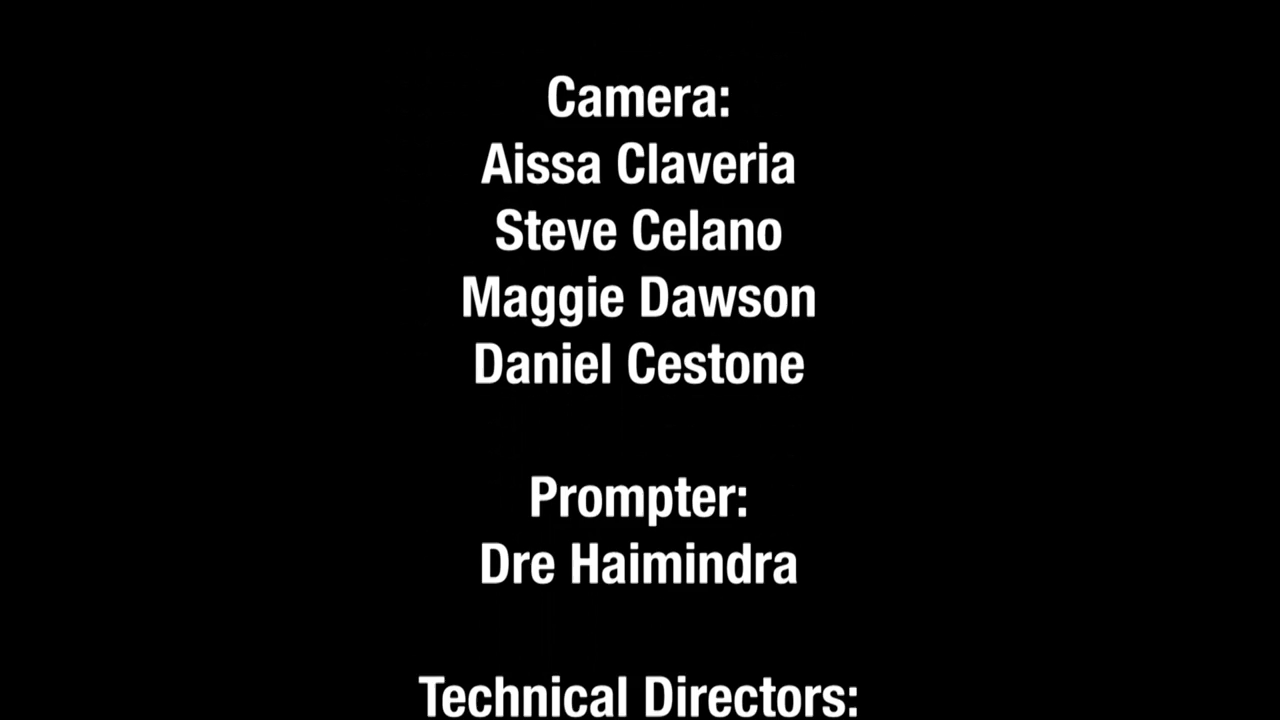 Camera:
Aissa Claveria
Steve Celano
Maggie Dawson
Daniel Cestone
Prompter:
Dre Haimindra
Technical Directors: